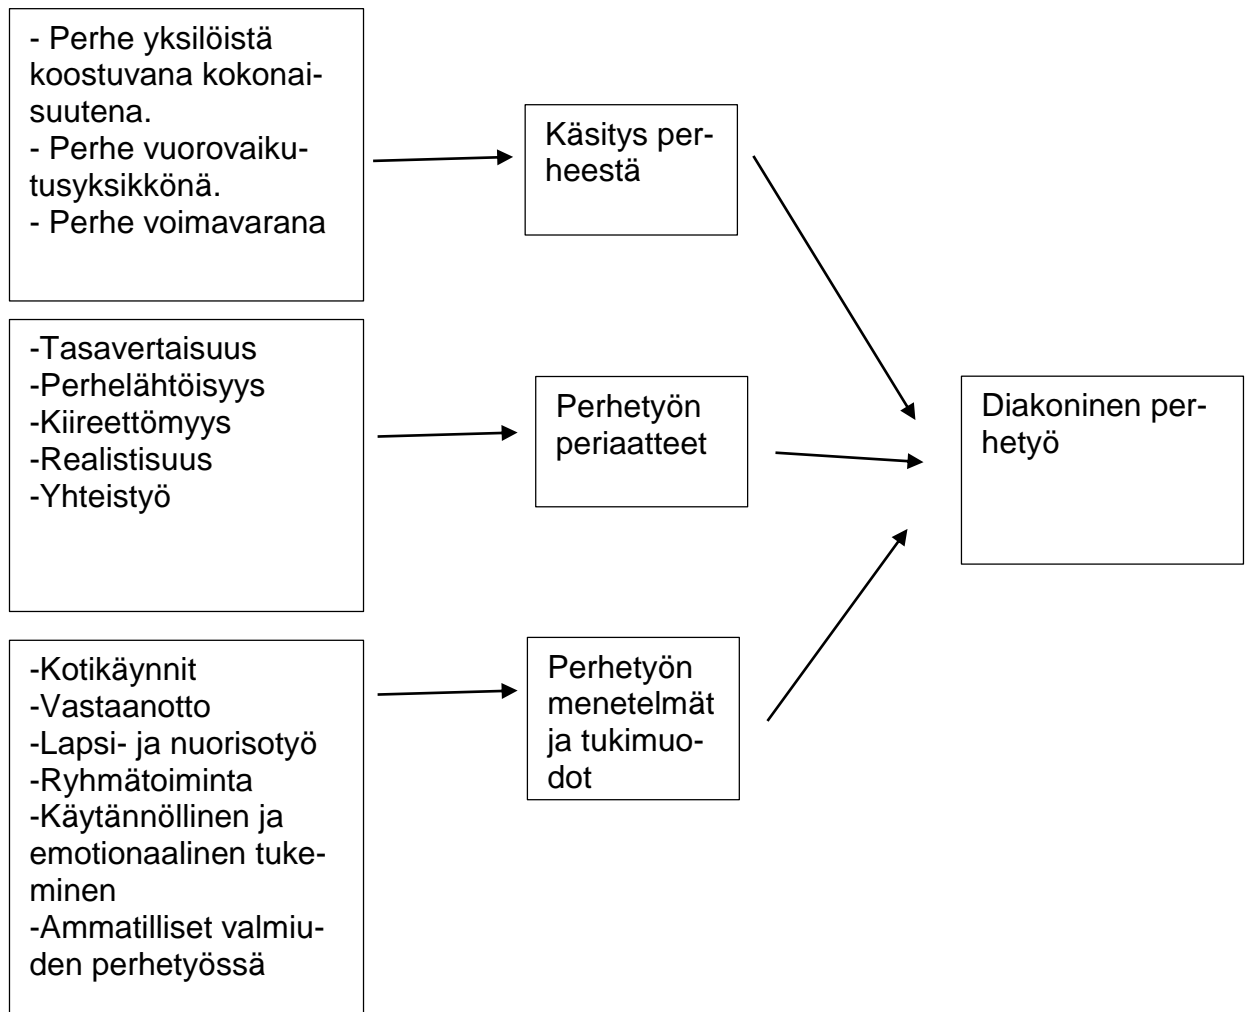 - Perhe yksilöistä
koostuvana kokonai-
suutena.
- Perhe vuorovaiku-
tusyksikkönä.
- Perhe voimavarana
Käsitys per-
heestä
-Tasavertaisuus
-Perhelähtöisyys
-Kiireettömyys
-Realistisuus
-Yhteistyö
Perhetyön
periaatteet
Diakoninen per-
hetyö
-Kotikäynnit
-Vastaanotto
-Lapsi- ja nuorisotyö
-Ryhmätoiminta
-Käytännöllinen ja
emotionaalinen tuke-
minen
-Ammatilliset valmiu-
den perhetyössä
Perhetyön
menetelmät
ja tukimuo-
dot